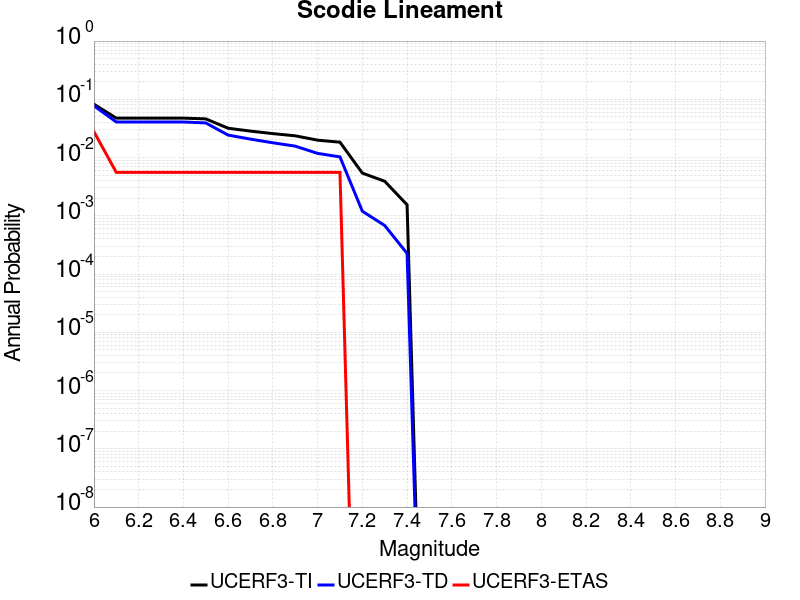 Scodie Lineament
10^0
10^-1
10^-2
10^-3
10^-4
10^-5
10^-6
10^-7
10^-8
Annual Probability
6 6.2 6.4 6.6 6.8 7 7.2 7.4 7.6 7.8 8 8.2 8.4 8.6 8.8 9
Magnitude
UCERF3-TI UCERF3-TD UCERF3-ETAS